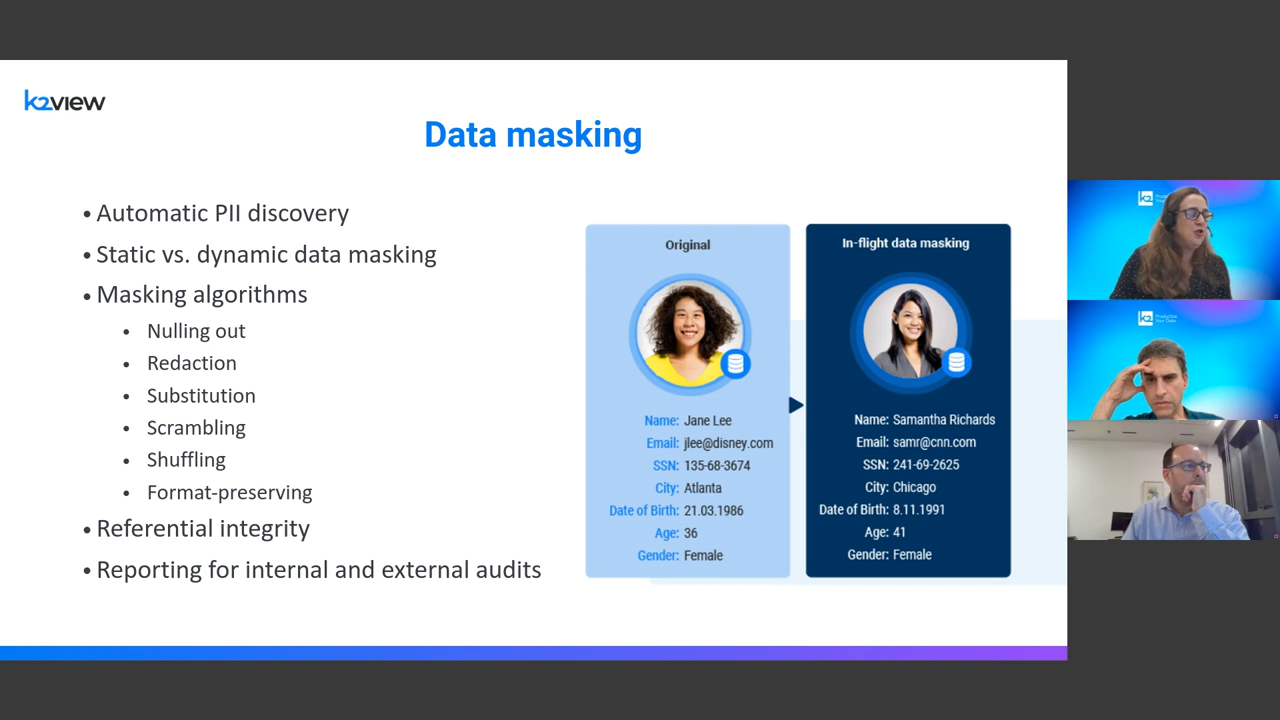 k2view
Data masking
• Automatic PII discovery
• Static vs. dynamic data masking
• Masking algorithms
• Nulling out
• Redaction
• Substitution
• Scrambling
• Shuffling
• Format-preserving
• Referential integrity
• Reporting for internal and external audits
Original
Name: Jane Lee
Email: jlee@disney.com
SSN: 135-68-3674
City: Atlanta
Date of Birth: 21.03.1986
Age: 36
Gender: Female
In-flight data masking
Name: Samantha Richards
Email: samr@cnn.com
SSN: 241-69-2625
City: Chicago
Date of Birth: 8.11.1991
Age: 41
Gender: Female
K2
K2
Your Data